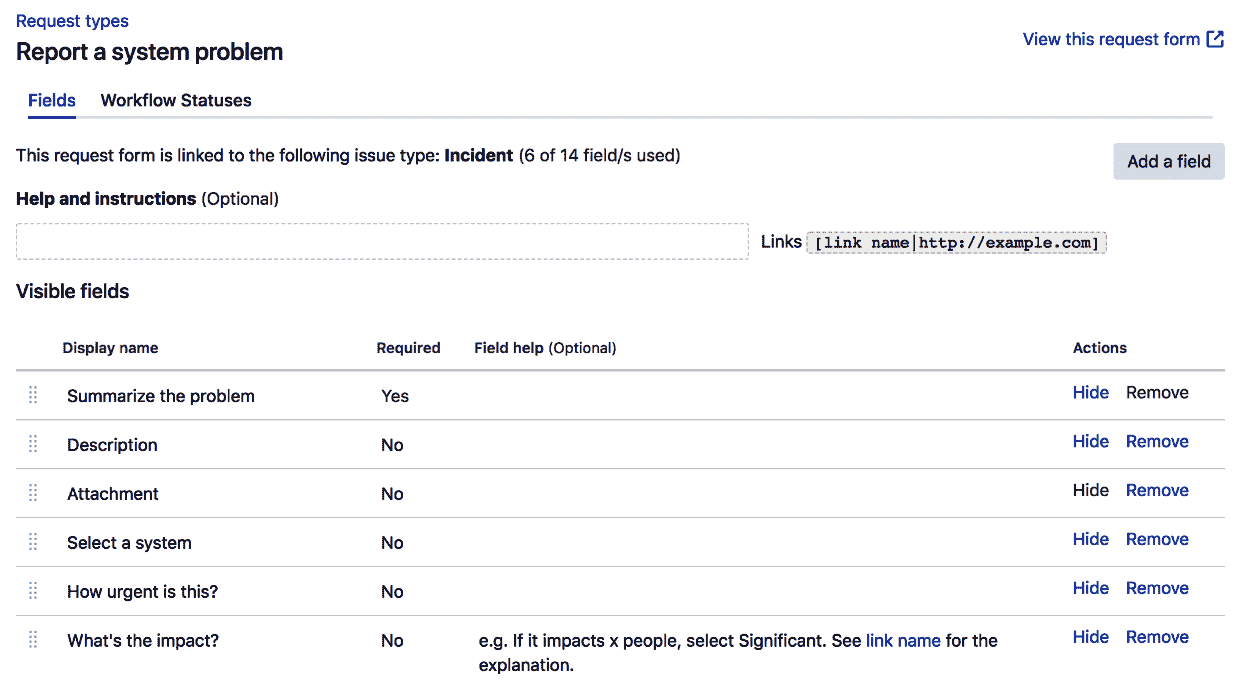 Request types
View this request form
Report a system problem
Fields Workflow Statuses
This request form is linked to the following issue type: Incident (6 of 14 field/s used)
Add a field
Help and instructions (Optional)
Links [link name|http://example.com]
Visible fields
Display name Required Field help (Optional) Actions
Summarize the problem Yes Hide Remove
Description No Hide Remove
Attachment No Hide Remove
Select a system No Hide Remove
How urgent is this? No Hide Remove
What's the impact? No e.g. If it impacts x people, select Significant. See link name for the Hide Remove
explanation.